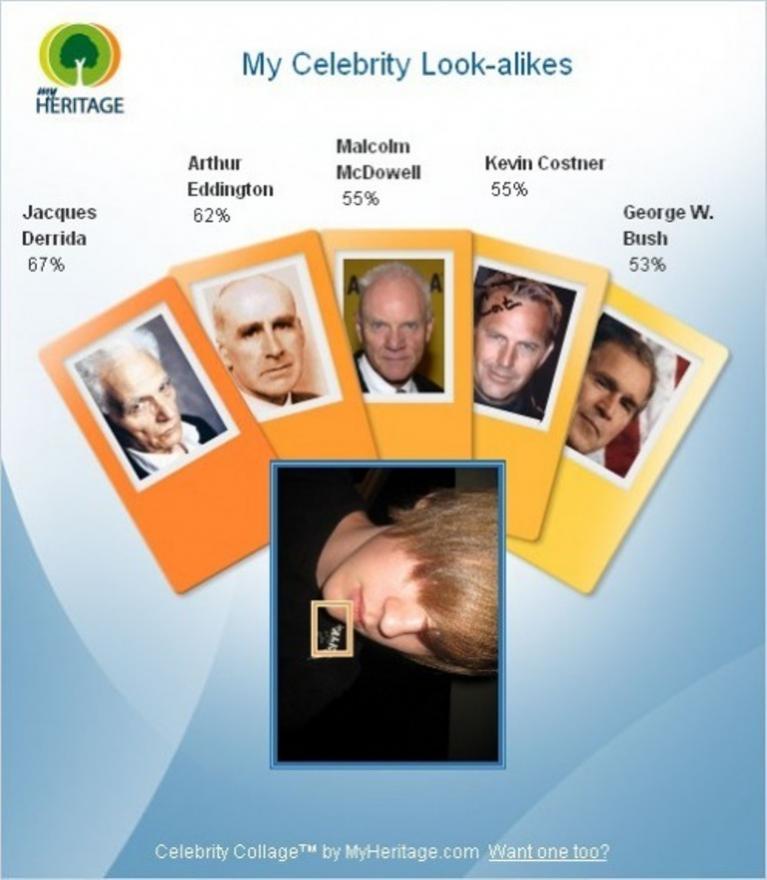 my
HERITAGE
My Celebrity Look-alikes
Jacques
Derrida
67%
Arthur
Eddington
62%
Malcolm
McDowell
55%
Kevin Costner
55%
George W.
Bush
53%
A
A
Celebrity Collage™ by MyHeritage.com Want one too?